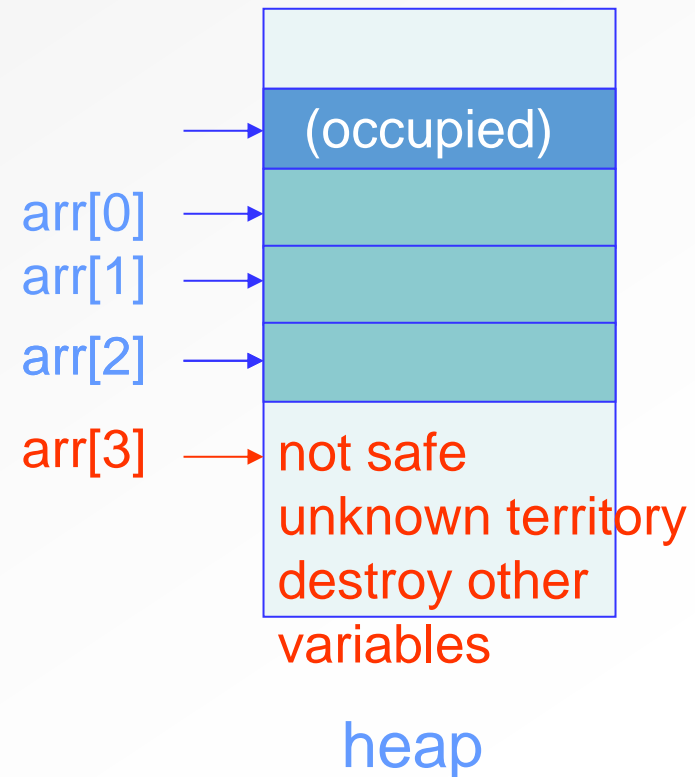 (occupied)
arr[0]
arr[1]
arr[2]
arr[3]
not safe
unknown territory
destroy other
variables
heap